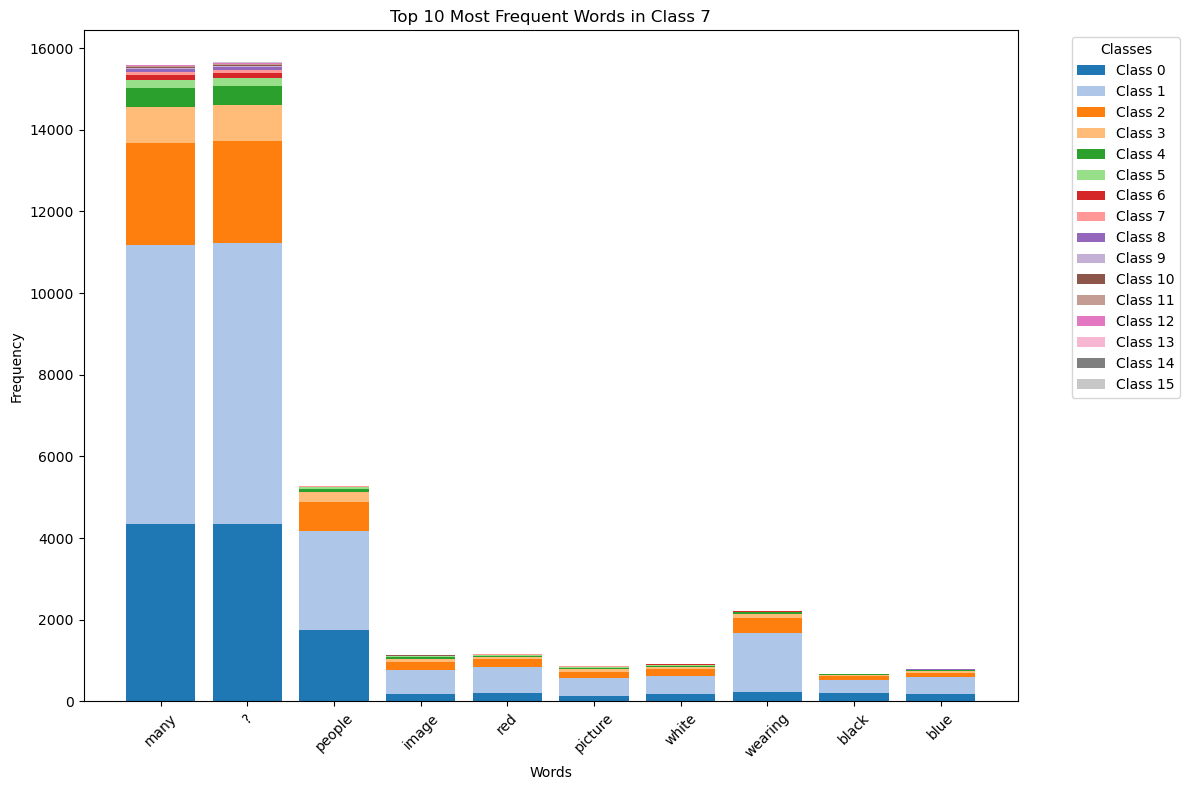 Top 10 Most Frequent Words in Class 7
Frequency
16000
14000
12000
10000
8000
6000
4000
2000
0
many
?
people
image
red
picture
white
wearing
black
blue
Words
Classes
Class 0
Class 1
Class 2
Class 3
Class 4
Class 5
Class 6
Class 7
Class 8
Class 9
Class 10
Class 11
Class 12
Class 13
Class 14
Class 15